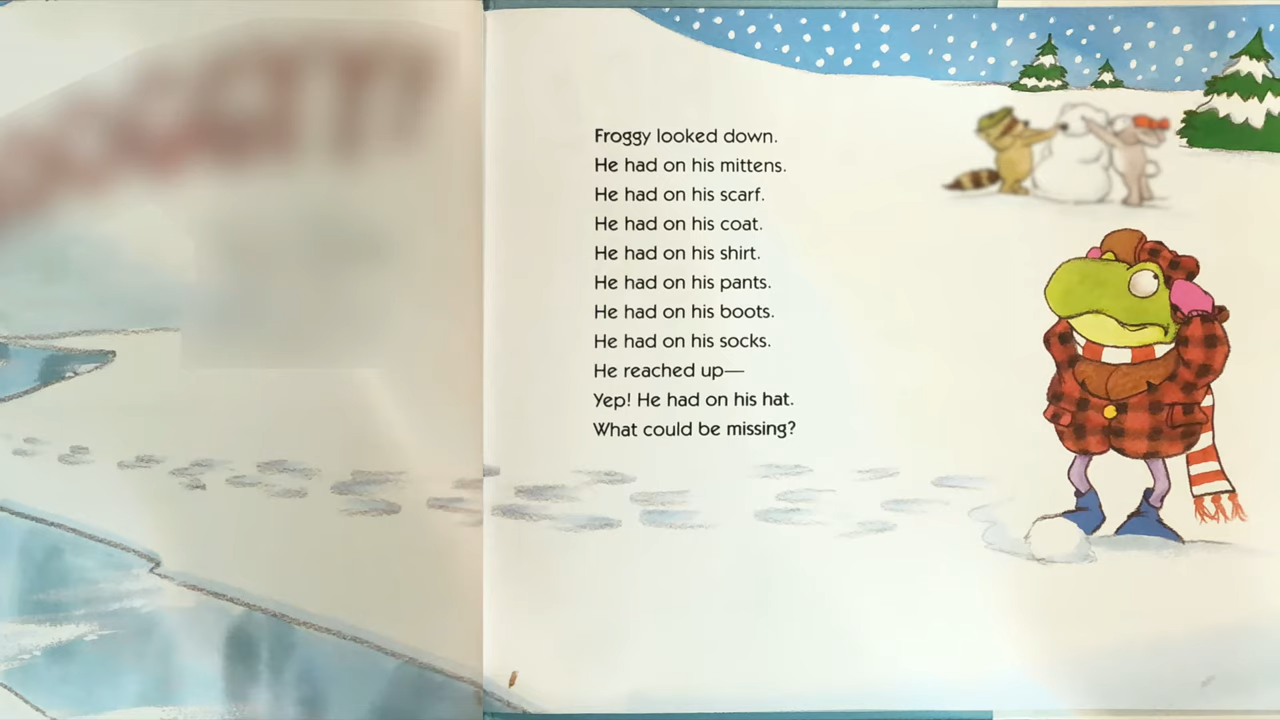 Froggy looked down.
He had on his mittens.
He had on his scarf.
He had on his coat.
He had on his shirt.
He had on his pants.
He had on his boots.
He had on his socks.
He reached up—
Yep! He had on his hat.
What could be missing?